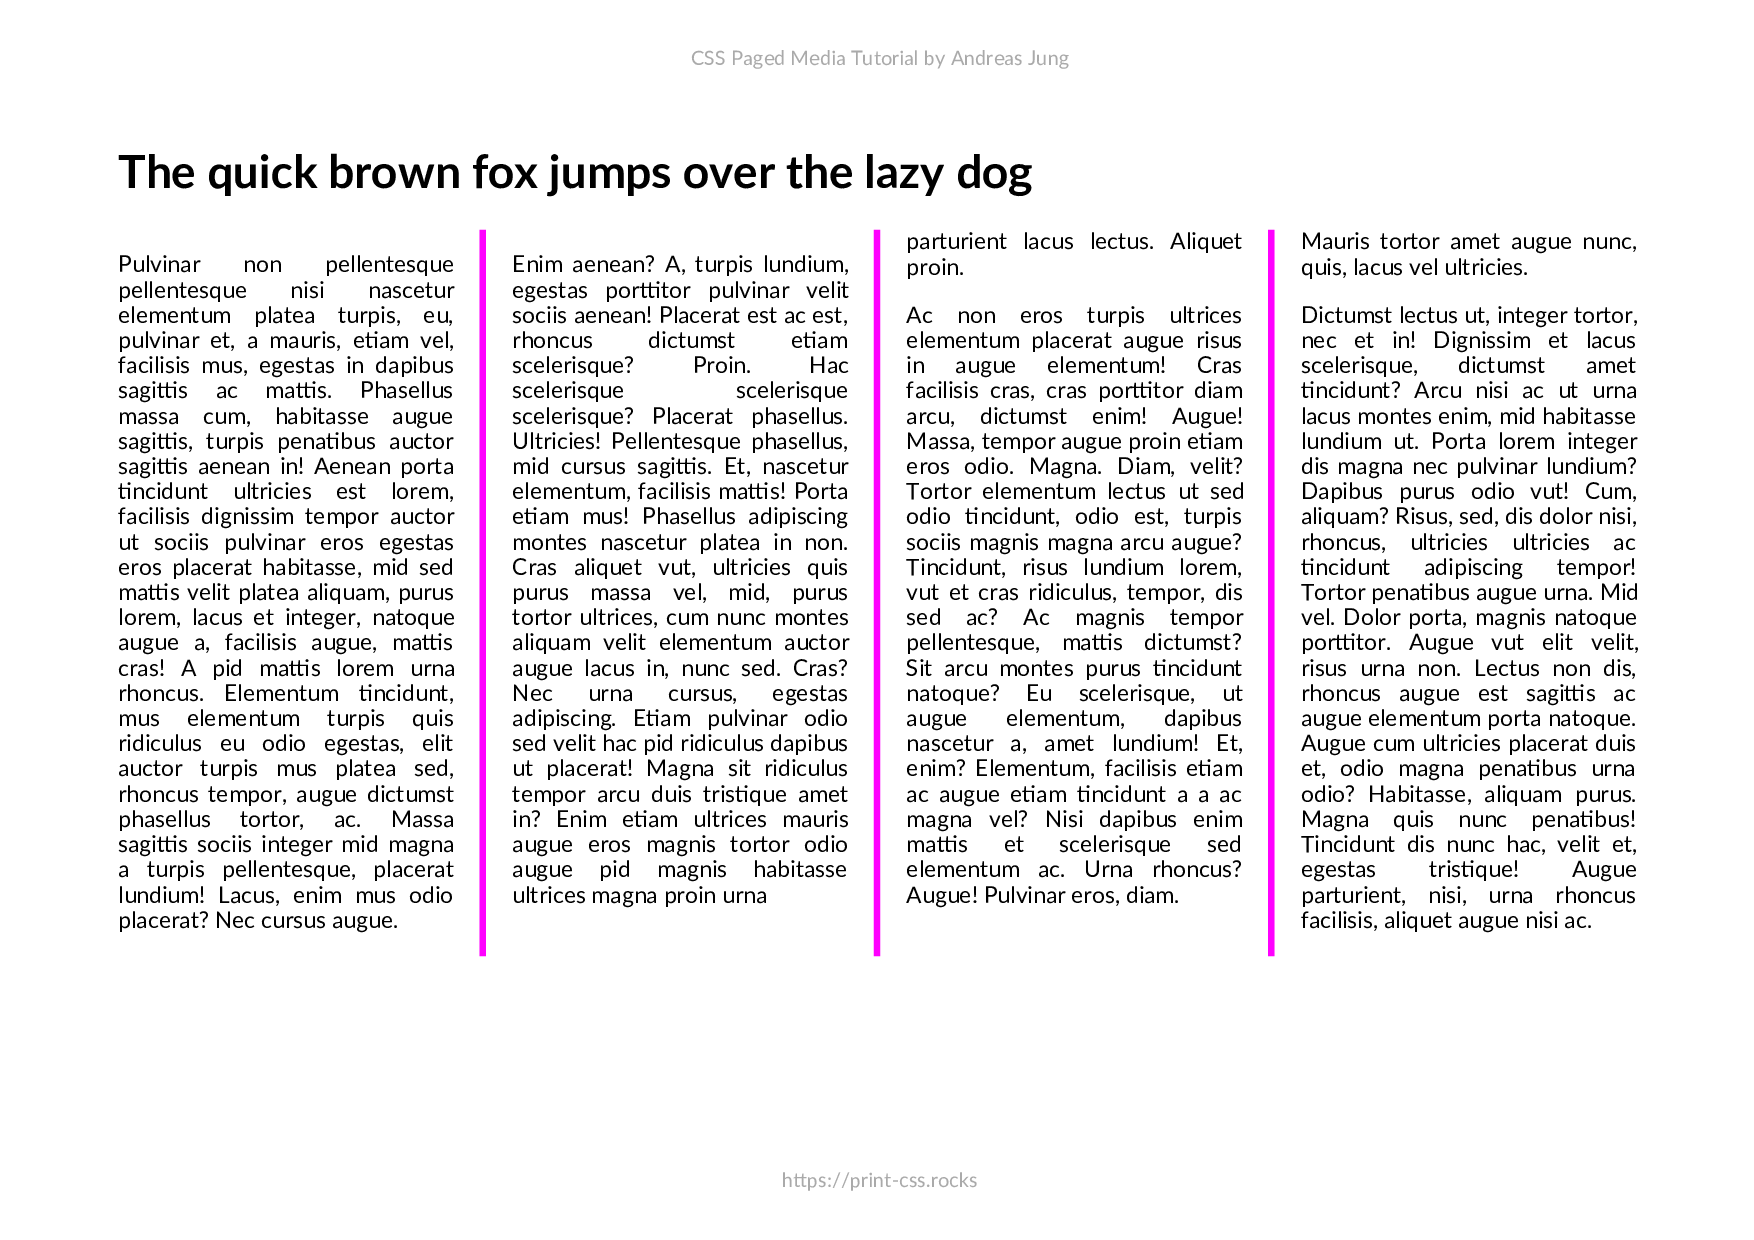 CSS Paged Media Tutorial by Andreas Jung
The quick brown fox jumps over the lazy dog
Pulvinar non pellentesque
pellentesque nisi nascetur
elementum platea turpis, eu,
pulvinar et, a mauris, etiam vel,
facilisis mus, egestas in dapibus
sagittis ac mattis. Phasellus
massa cum, habitasse augue
sagittis, turpis penatibus auctor
sagittis aenean in! Aenean porta
tincidunt ultricies est lorem,
facilisis dignissim tempor auctor
ut sociis pulvinar eros egestas
eros placerat habitasse, mid sed
mattis velit platea aliquam, purus
lorem, lacus et integer, natoque
augue a, facilisis augue, mattis
cras! A pid mattis lorem urna
rhoncus. Elementum tincidunt,
mus elementum turpis quis
ridiculus eu odio egestas, elit
auctor turpis mus platea sed,
rhoncus tempor, augue dictumst
phasellus tortor, ac. Massa
sagittis sociis integer mid magna
a turpis pellentesque, placerat
lundium! Lacus, enim mus odio
placerat? Nec cursus augue.
Enim aenean? A, turpis lundium,
egestas porttitor pulvinar velit
sociis aenean! Placerat est ac est,
rhoncus dictumst etiam
scelerisque? Proin. Hac
scelerisque scelerisque
scelerisque? Placerat phasellus.
Ultricies! Pellentesque phasellus,
mid cursus sagittis. Et, nascetur
elementum, facilisis mattis! Porta
etiam mus! Phasellus adipiscing
montes nascetur platea in non.
Cras aliquet vut, ultricies quis
purus massa vel, mid, purus
tortor ultrices, cum nunc montes
aliquam velit elementum auctor
augue lacus in, nunc sed. Cras?
Nec urna cursus, egestas
adipiscing. Etiam pulvinar odio
sed velit hac pid ridiculus dapibus
ut placerat! Magna sit ridiculus
tempor arcu duis tristique amet
in? Enim etiam ultrices mauris
augue eros magnis tortor odio
augue pid magnis habitasse
ultrices magna proin urna
parturient lacus lectus. Aliquet
proin.
Ac non eros turpis ultrices
elementum placerat augue risus
in augue elementum! Cras
facilisis cras, cras porttitor diam
arcu, dictumst enim! Augue!
Massa, tempor augue proin etiam
eros odio. Magna. Diam, velit?
Tortor elementum lectus ut sed
odio tincidunt, odio est, turpis
sociis magnis magna arcu augue?
Tincidunt, risus lundium lorem,
vut et cras ridiculus, tempor, dis
sed ac? Ac magnis tempor
pellentesque, mattis dictumst?
Sit arcu montes purus tincidunt
natoque? Eu scelerisque, ut
augue elementum, dapibus
nascetur a, amet lundium! Et,
enim? Elementum, facilisis etiam
ac augue etiam tincidunt a a ac
magna vel? Nisi dapibus enim
mattis et scelerisque sed
elementum ac. Urna rhoncus?
Augue! Pulvinar eros, diam.
Mauris tortor amet augue nunc,
quis, lacus vel ultricies.
Dictumst lectus ut, integer tortor,
nec et in! Dignissim et lacus
scelerisque, dictumst amet
tincidunt? Arcu nisi ac ut urna
lacus montes enim, mid habitasse
lundium ut. Porta lorem integer
dis magna nec pulvinar lundium?
Dapibus purus odio vut! Cum,
aliquam? Risus, sed, dis dolor nisi,
rhoncus, ultricies ultricies ac
tincidunt adipiscing tempor!
Tortor penatibus augue urna. Mid
vel. Dolor porta, magnis natoque
porttitor. Augue vut elit velit,
risus urna non. Lectus non dis,
rhoncus augue est sagittis ac
augue elementum porta natoque.
Augue cum ultricies placerat duis
et, odio magna penatibus urna
odio? Habitasse, aliquam purus.
Magna quis nunc penatibus!
Tincidunt dis nunc hac, velit et,
egestas tristique! Augue
parturient, nisi, urna rhoncus
facilisis, aliquet augue nisi ac.
https://print-css.rocks